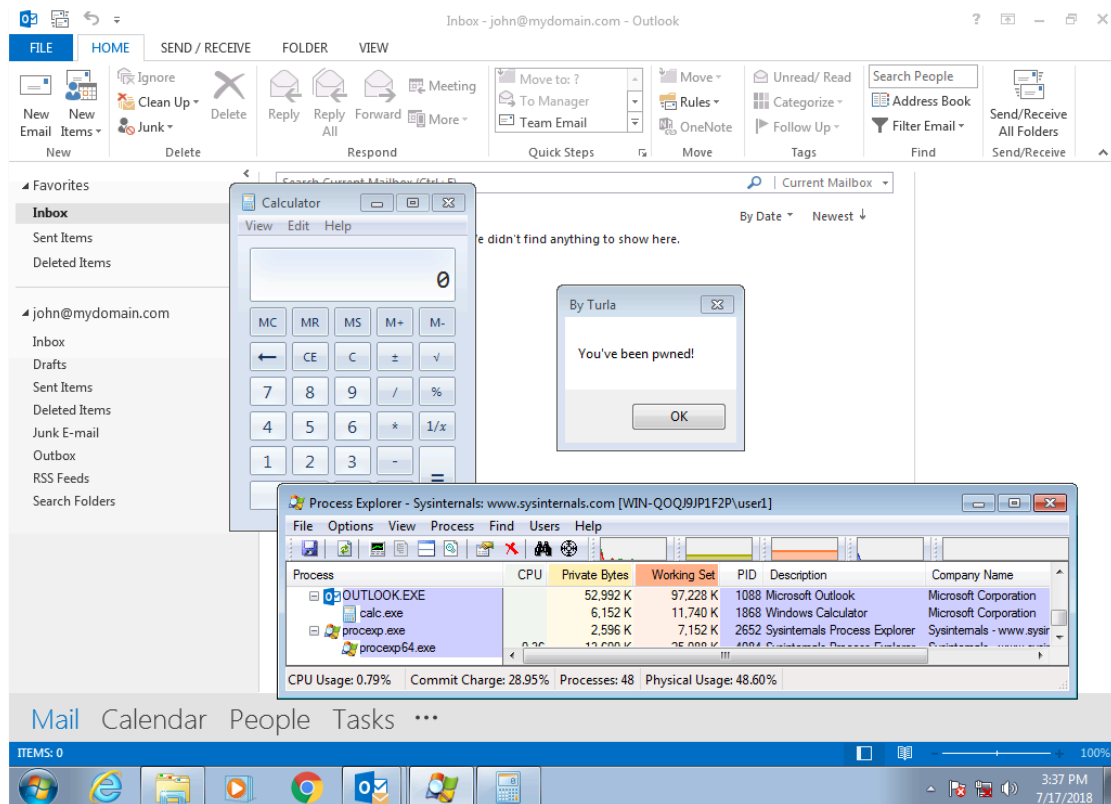 Inbox - john@mydomain.com - Outlook
FILE HOME SEND / RECEIVE FOLDER VIEW
New Email
New Items
Ignore
Clean Up
Junk
Delete
Reply
Reply All
Forward
Meeting
More
Move to: ?
To Manager
Team Email
Move
Rules
OneNote
Unread/ Read
Categorize
Follow Up
Search People
Address Book
Filter Email
Send/Receive All Folders
New Delete Respond Quick Steps Move Tags Find Send/Receive
Favorites
Inbox
Sent Items
Deleted Items
john@mydomain.com
Inbox
Drafts
Sent Items
Deleted Items
Junk E-mail
Outbox
RSS Feeds
Search Folders
Search Current Mailbox
Current Mailbox
By Date Newest
didn't find anything to show here.
Calculator
View Edit Help
0
MC MR MS M+ M-
← CE C ± √
7 8 9 / %
4 5 6 * 1/x
1 2 3 - =
By Turla
You've been pwned!
OK
Process Explorer - Sysinternals: www.sysinternals.com [WIN-QOQJ9JP1F2P\user1]
File Options View Process Find Users Help
Process CPU Private Bytes Working Set PID Description Company Name
OUTLOOK.EXE 52,992 K 97,228 K 1088 Microsoft Outlook Microsoft Corporation
calc.exe 6,152 K 11,740 K 1868 Windows Calculator Microsoft Corporation
procexp.exe 2,596 K 7,152 K 2652 Sysinternals Process Explorer Sysinternals - www.sysir
procexp64.exe
CPU Usage: 0.79% Commit Charge: 28.95% Processes: 48 Physical Usage: 48.60%
Mail Calendar People Tasks
ITEMS: 0
100%
3:37 PM
7/17/2018